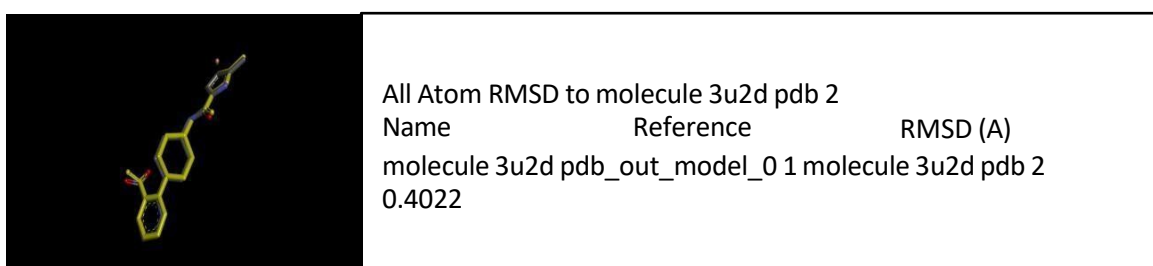 All Atom RMSD to molecule 3u2d pdb 2
Name Reference RMSD (A)
molecule 3u2d pdb_out_model_0 1 molecule 3u2d pdb 2
0.4022